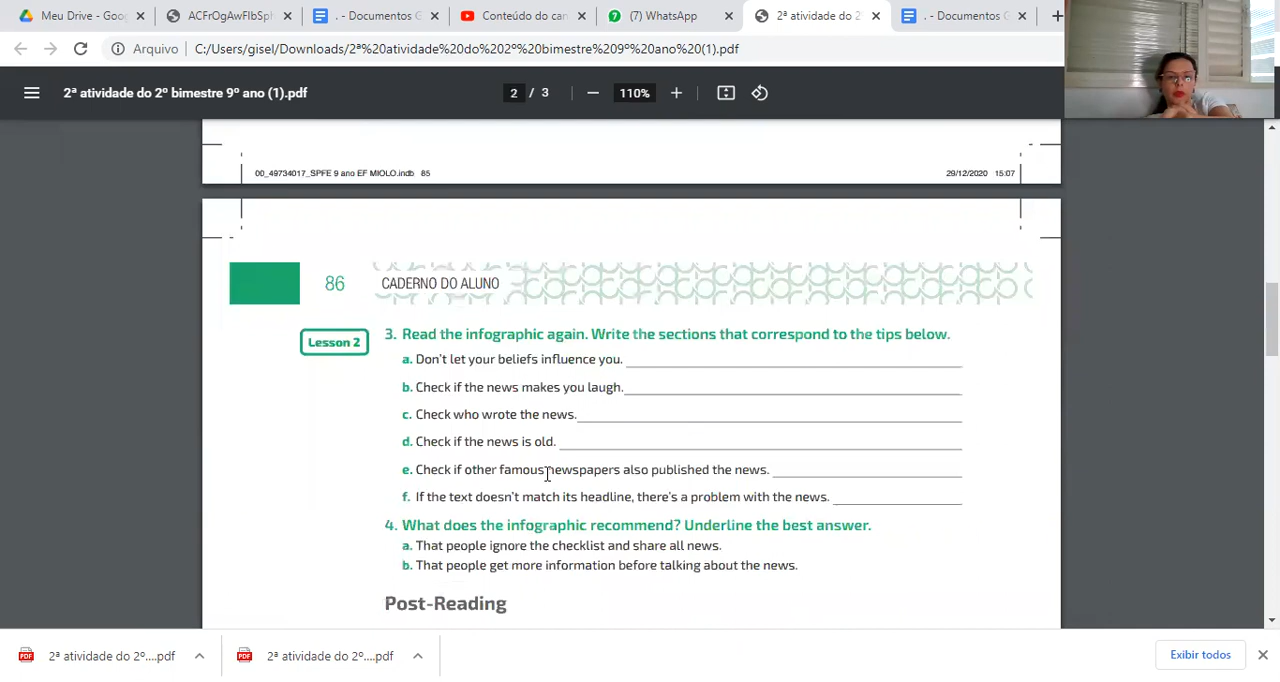 Meu Drive - Goo
ACFrOgAwFIbSph
. - Documentos G
Conteúdo do can
(7) WhatsApp
2ª atividade do 2
. - Documentos G
Arquivo
C:/Users/gisel/Downloads/2ª%20atividade%20do%202º%20bimestre%209º%20ano%20(1).pdf
2ª atividade do 2º bimestre 9º ano (1).pdf
2 / 3
110%
00_49734017_SPFE 9 ano EF MIOLO.indb 85
29/12/2020 15:07
86
CADERNO DO ALUNO
Lesson 2
3. Read the infographic again. Write the sections that correspond to the tips below.
a. Don't let your beliefs influence you.
b. Check if the news makes you laugh.
c. Check who wrote the news.
d. Check if the news is old.
e. Check if other famous newspapers also published the news.
f. If the text doesn't match its headline, there's a problem with the news.
4. What does the infographic recommend? Underline the best answer.
a. That people ignore the checklist and share all news.
b. That people get more information before talking about the news.
Post-Reading
2ª atividade do 2º....pdf
2ª atividade do 2º....pdf
Exibir todos